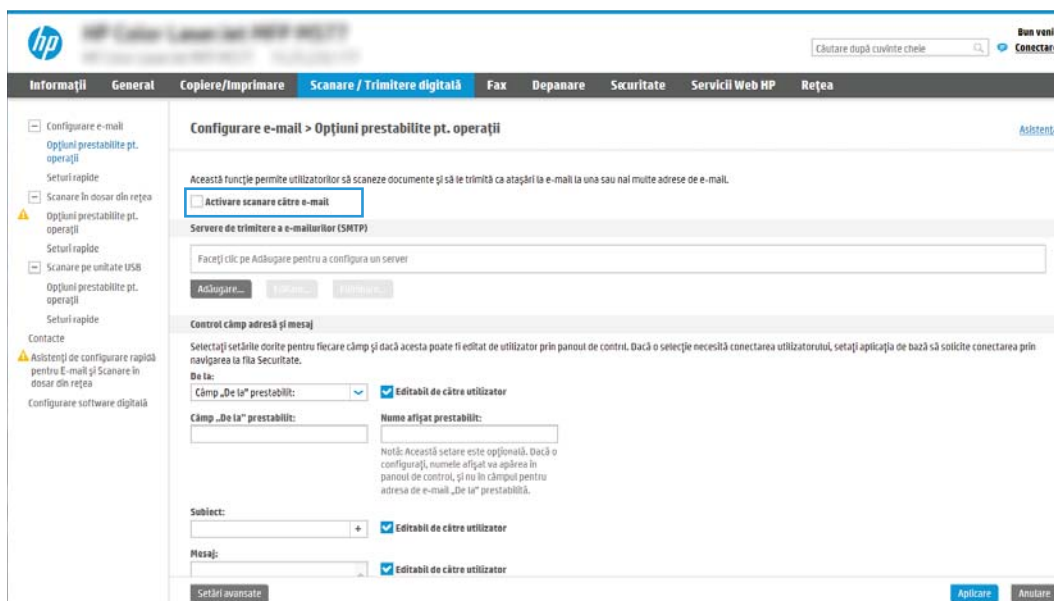 hp
Bun veni
Căutare după cuvinte cheie
Conectare
Informații General Copiere/Imprimare Scanare / Trimitere digitală Fax Depanare Securitate Servicii Web HP Rețea
Configurare e-mail
Opțiuni prestabilite pt.
operații
Seturi rapide
Scanare în dosar din rețea
Opțiuni prestabilite pt.
operații
Seturi rapide
Scanare pe unitate USB
Opțiuni prestabilite pt.
operații
Seturi rapide
Contacte
Asistenți de configurare rapidă
pentru E-mail și Scanare în
dosar din rețea
Configurare software digitală
Configurare e-mail > Opțiuni prestabilite pt. operații
Asistență
Această funcție permite utilizatorilor să scaneze documente și să le trimită ca atașări la e-mail la una sau nai multe adrese de e-mail.
Activare scanare către e-mail
Servere de trimitere a e-mailurilor (SMTP)
Faceți clic pe Adăugare pentru a configura un server
Adăugare...
Control câmp adresă și mesaj
Selectați setările dorite pentru fiecare câmp și dacă acesta poate fi editat de utilizator prin panoul de contrl. Dacă o selecție necesită conectarea utilizatorului, setați aplicația de bază să solicite conectarea prin
navigarea la fila Securitate.
De la:
Câmp „De la" prestabilit:
Editabil de către utilizator
Câmp „De la" prestabilit: Nume afișat prestabilit:
Notă: Această setare este opțională. Dacă o
configurați, numele afișat va apărea în
panoul de control, și nu în câmpul pentru
adresa de e-mail „De la" prestabilită.
Subiect:
+ Editabil de către utilizator
Mesaj:
Editabil de către utilizator
Setări avansate
Aplicare Anulare